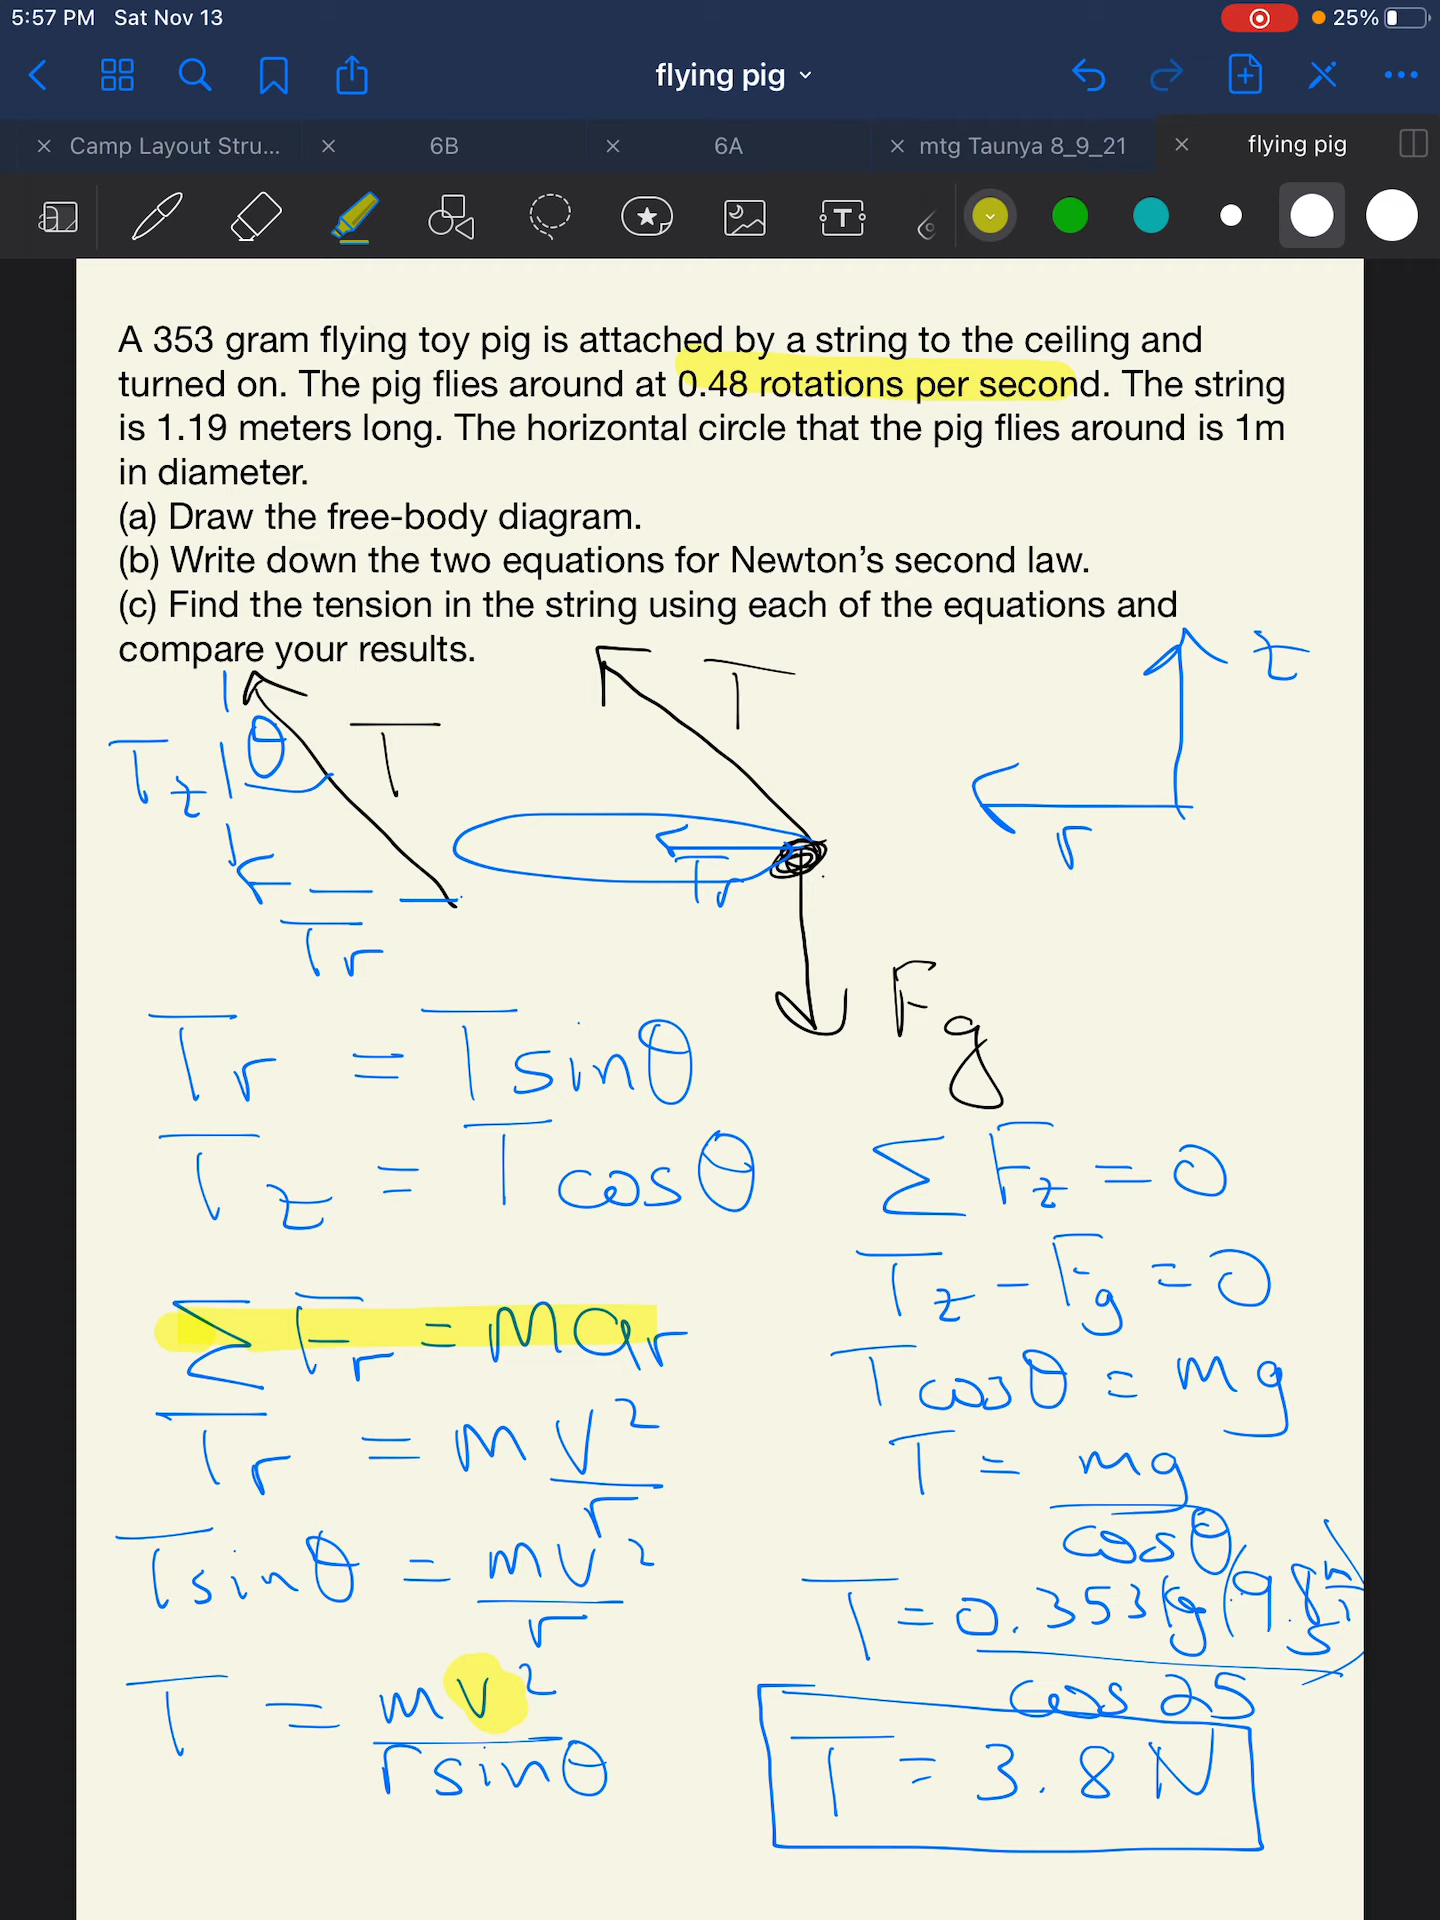 5:57 PM Sat Nov 13
25%
flying pig
Camp Layout Stru...
6B
6A
mtg Taunya 8_9_21
flying pig
A 353 gram flying toy pig is attached by a string to the ceiling and
turned on. The pig flies around at 0.48 rotations per second. The string
is 1.19 meters long. The horizontal circle that the pig flies around is 1m
in diameter.
(a) Draw the free-body diagram.
(b) Write down the two equations for Newton’s second law.
(c) Find the tension in the string using each of the equations and
compare your results.
T
z
r
Tz
θ
T
Tr
Tr
Fg
Tr = T sinθ
Tz = T cosθ
ΣFr = mar
Tr = m v²/r
T sinθ = mv²/r
T = mv²/r sinθ
ΣFz = 0
Tz - Fg = 0
T cosθ = mg
T = mg/cosθ
T = 0.353kg(9.8 m/s²)/cos 25
T = 3.8 N